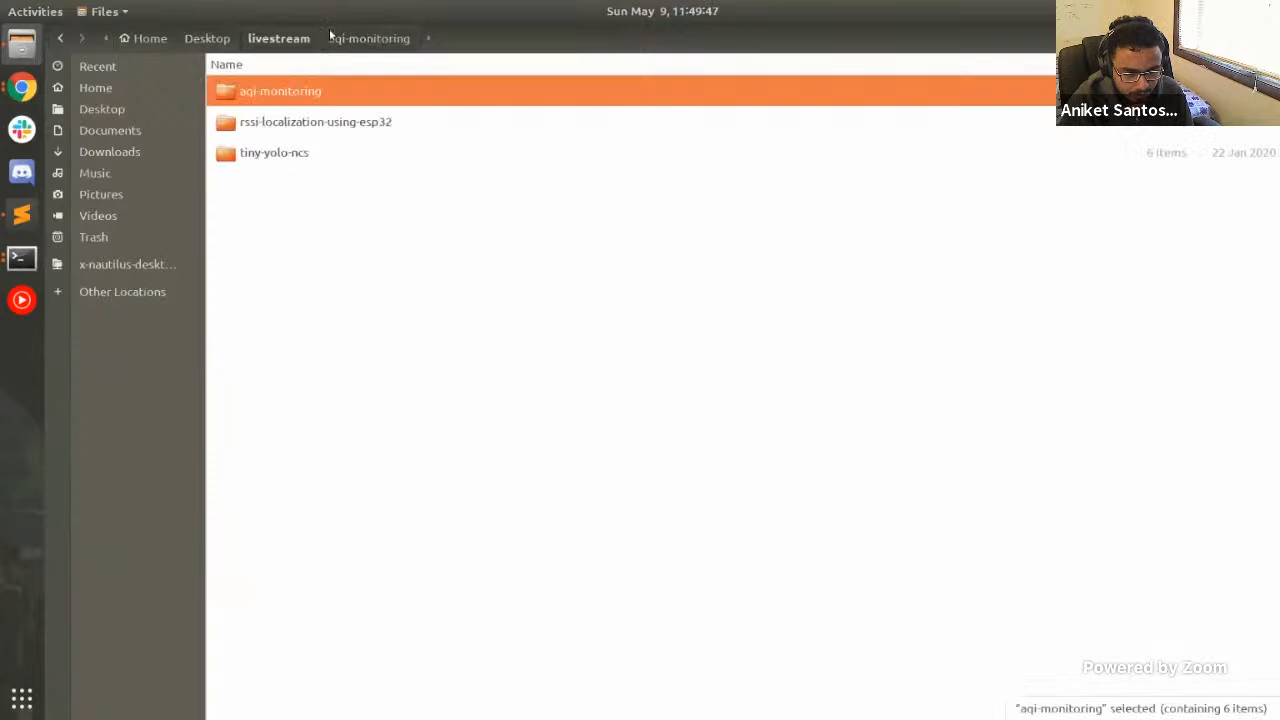 Activities Files Sun May 9, 11:49:47
Home Desktop livestream aqi-monitoring
Name
Recent
Home
Desktop
Documents
Downloads
Music
Pictures
Videos
Trash
x-nautilus-deskt...
Other Locations
aqi-monitoring
rssi-localization-using-esp32
tiny-yolo-ncs
6 items 22 Jan 2020
Aniket Santos...
Powered by Zoom
"aqi-monitoring" selected (containing 6 items)